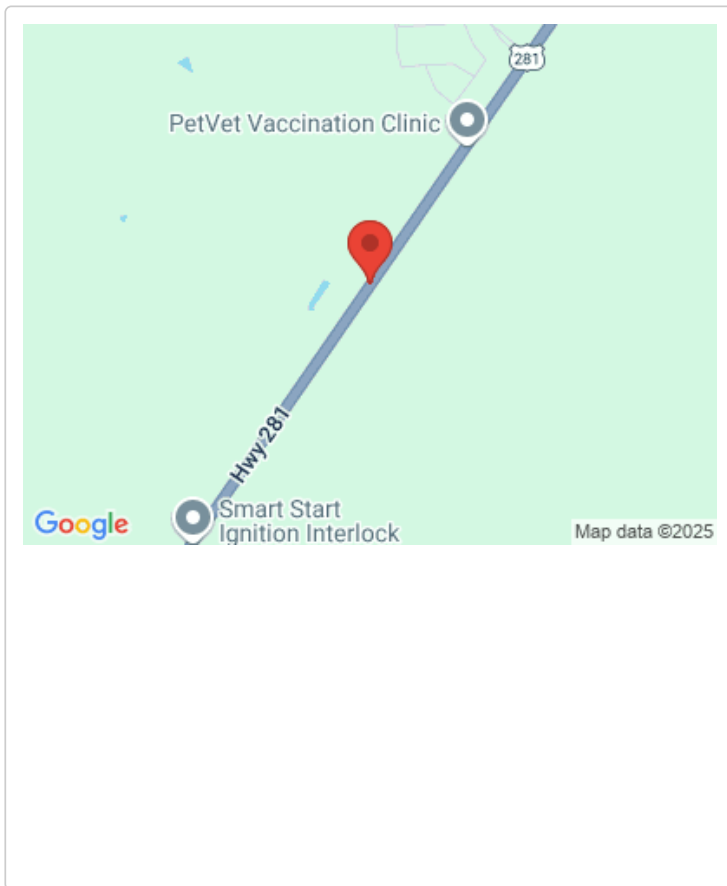 281
PetVet Vaccination Clinic
Hwy 281
Smart Start
Ignition Interlock
Google
Map data ©2025